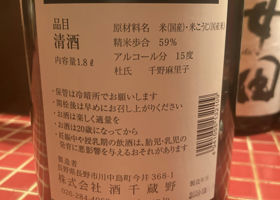 品目
清酒
内容量1.8ℓ
原材料名 米(国産)・米こうじ(国産米)
精米歩合 59%
アルコール分 15度
杜氏 千野麻里子
・保管は冷暗所でお願いします
・開栓後は早めにお召し上がりください
・お酒は楽しく適量を
・お酒は20歳になってから
・妊娠中や授乳期の飲酒は、胎児・乳児の
発育に悪影響を与えるおそれがあります。
製造者
長野県長野市川中島町今井368-1
株式会社 酒千蔵野
製造年月